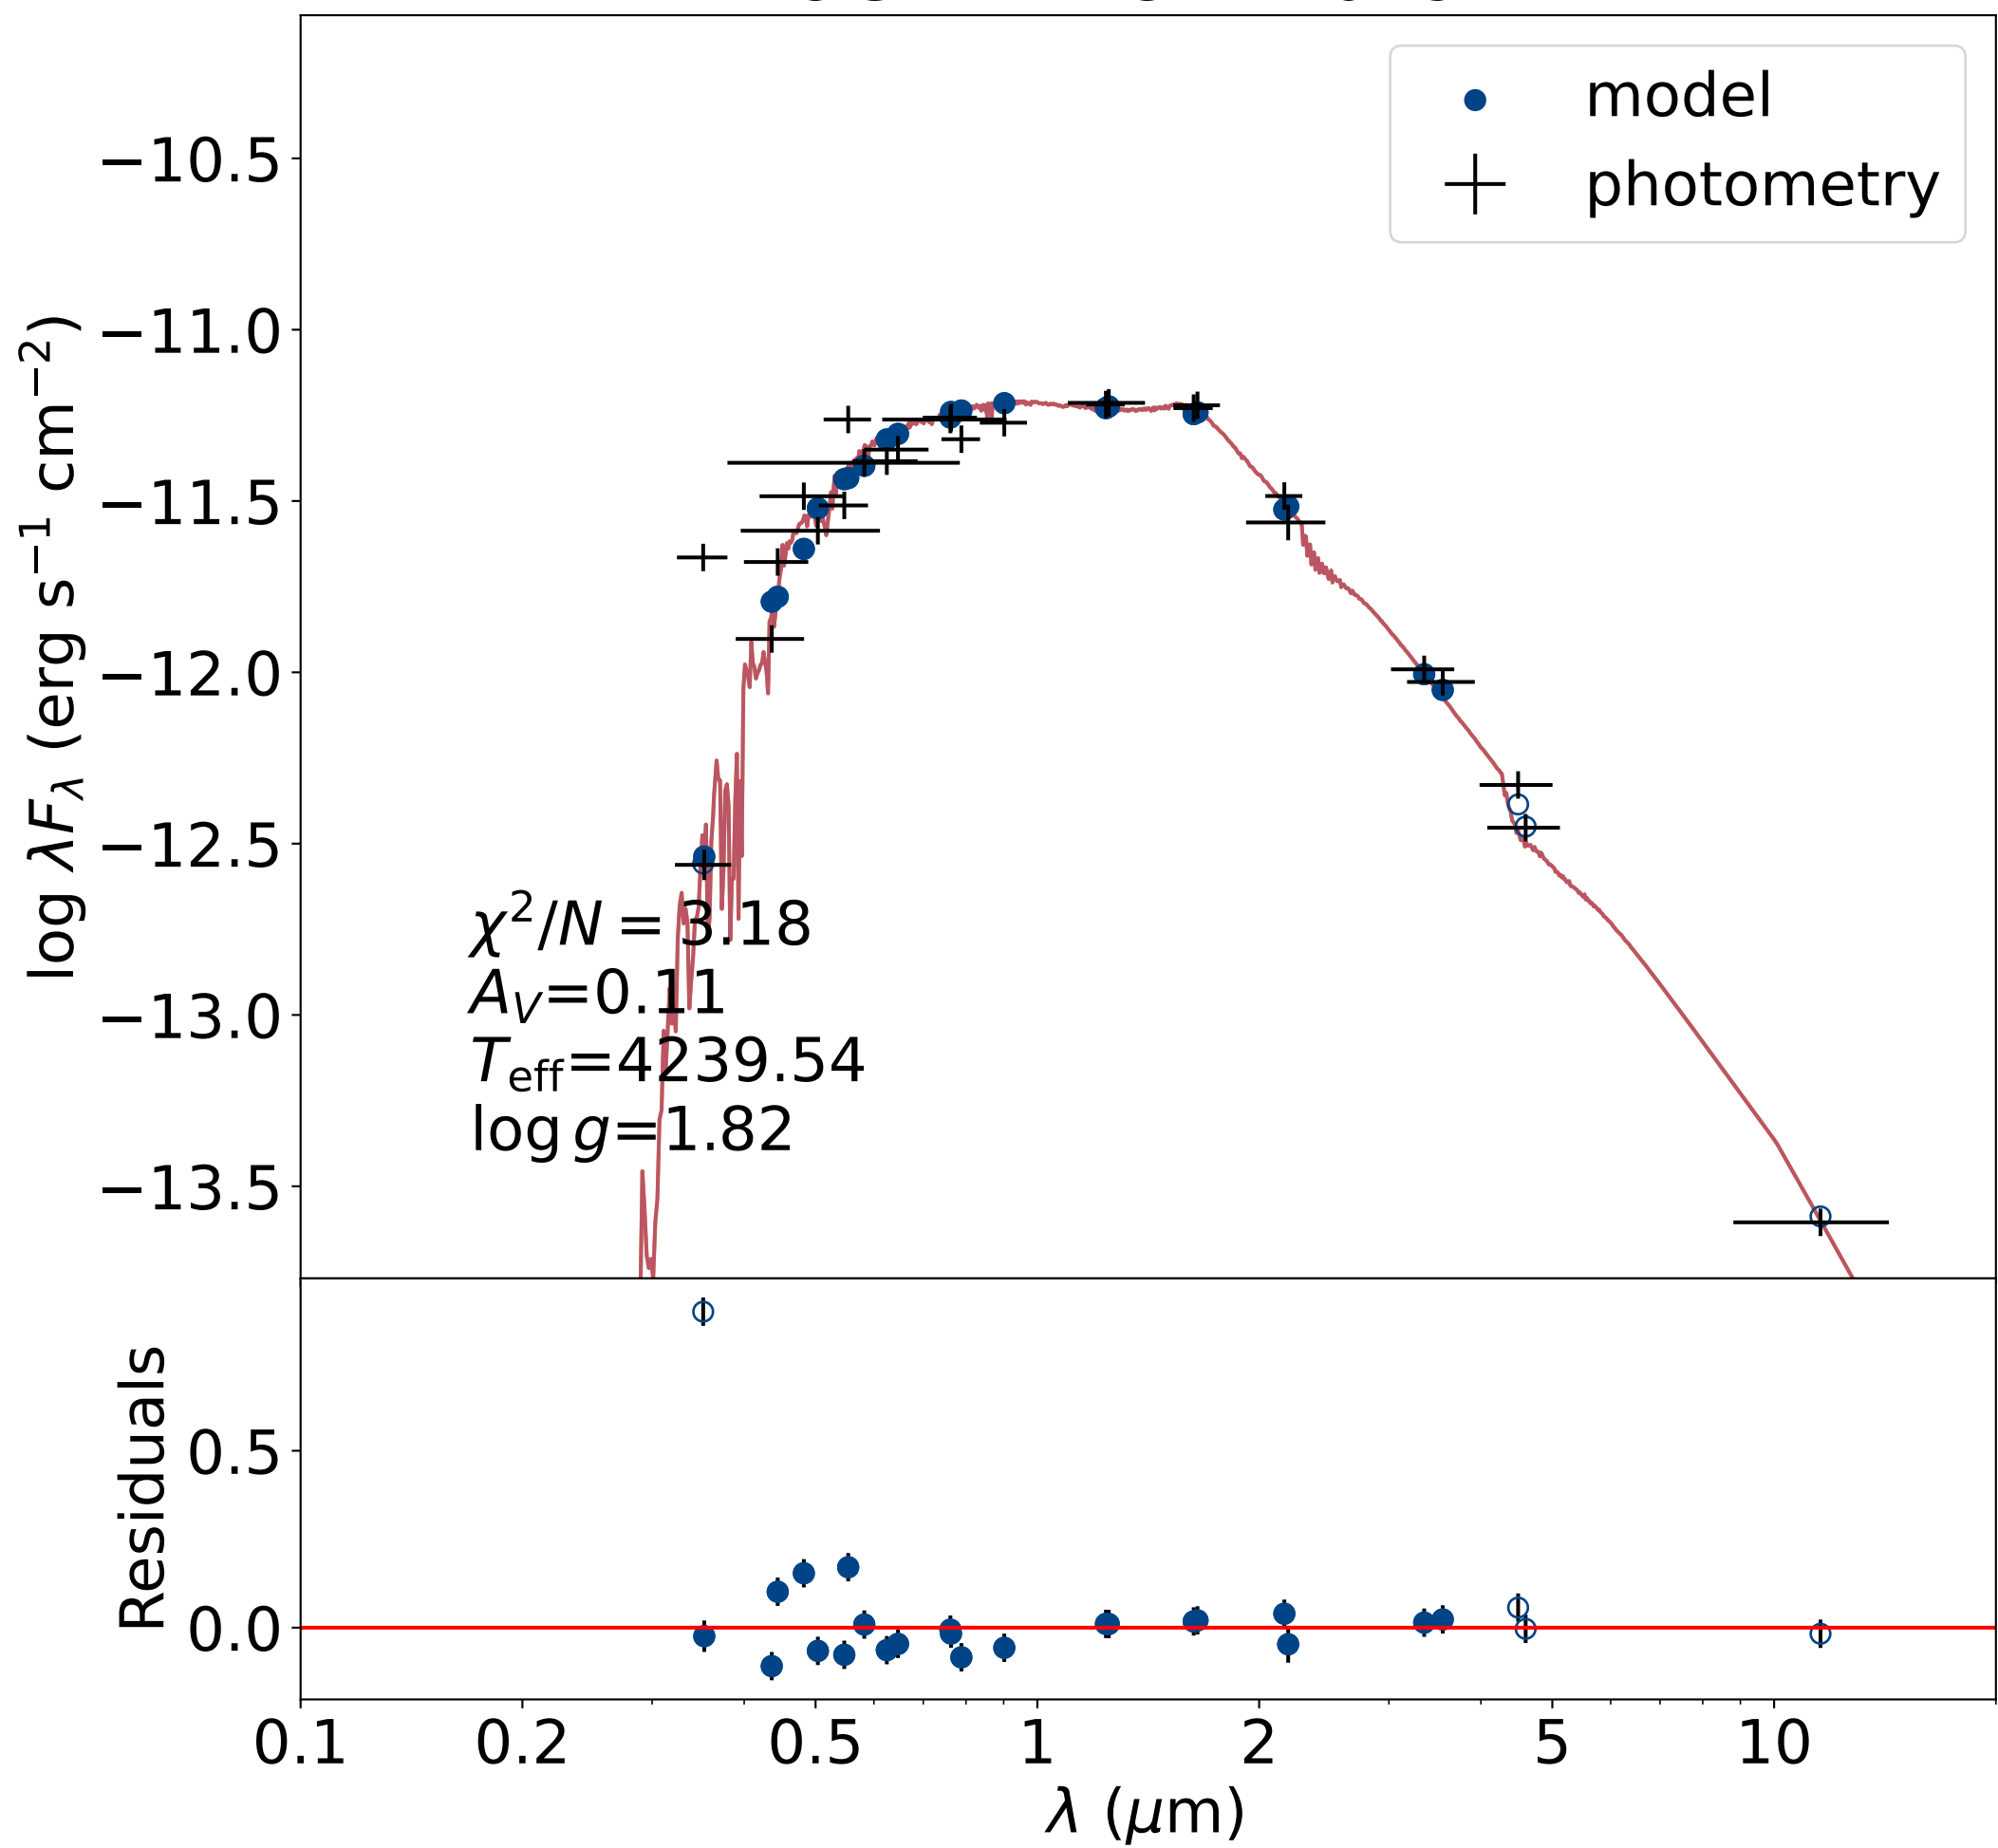 model
photometry
−10.5
−11.0
−11.5
−12.0
−12.5
−13.0
−13.5
log λF_λ (erg s⁻¹ cm⁻²)
χ²/N = 3.18
A_V=0.11
T_eff=4239.54
log g=1.82
Residuals
0.5
0.0
0.1 0.2 0.5 1 2 5 10
λ (μm)